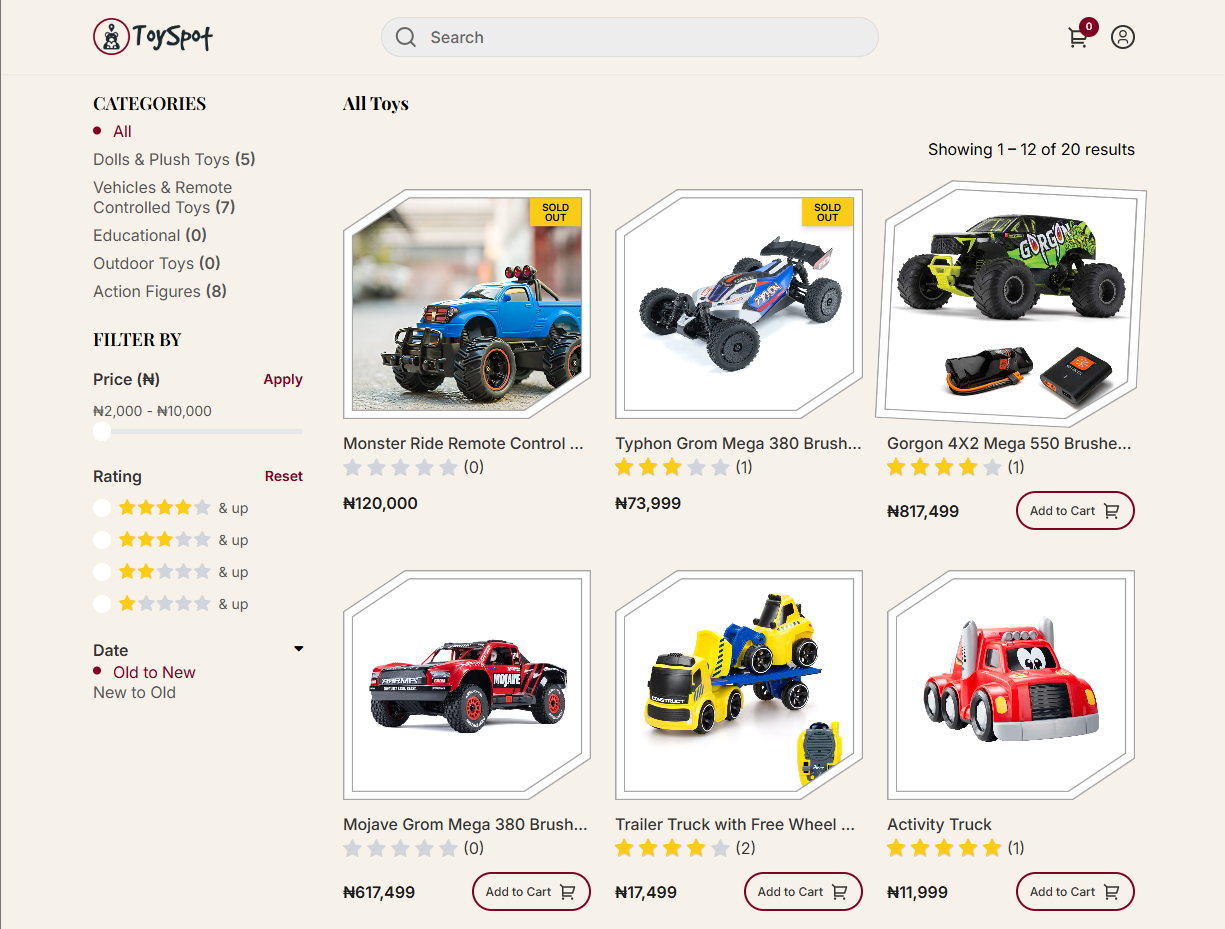 ToySpot
Search
0
CATEGORIES
All
Dolls & Plush Toys (5)
Vehicles & Remote
Controlled Toys (7)
Educational (0)
Outdoor Toys (0)
Action Figures (8)
FILTER BY
Price (₦)
Apply
₦2,000 - ₦10,000
Rating
Reset
& up
& up
& up
& up
Date
Old to New
New to Old
All Toys
Showing 1 – 12 of 20 results
SOLD
OUT
SOLD
OUT
TYPHON
GORGON
Monster Ride Remote Control ...
Typhon Grom Mega 380 Brush...
Gorgon 4X2 Mega 550 Brushe...
(0)
(1)
(1)
₦120,000
₦73,999
₦817,499
Add to Cart
ARRMA
MOJAVE
CONSTRUCT
Mojave Grom Mega 380 Brush...
Trailer Truck with Free Wheel ...
Activity Truck
(0)
(2)
(1)
₦617,499
Add to Cart
₦17,499
Add to Cart
₦11,999
Add to Cart